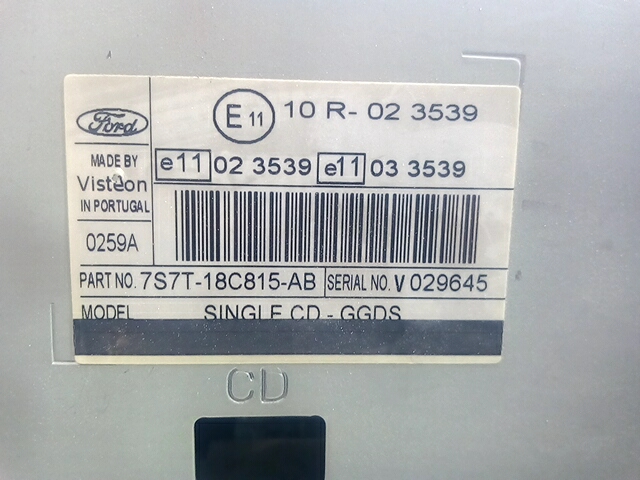 Ford
E 11 10 R- 02 3539
MADE BY
Visteon
IN PORTUGAL
e11 02 3539 e11 03 3539
0259A
PART NO. 7S7T-18C815-AB SERIAL NO. V 029645
MODEL SINGLE CD - GGDS
CD